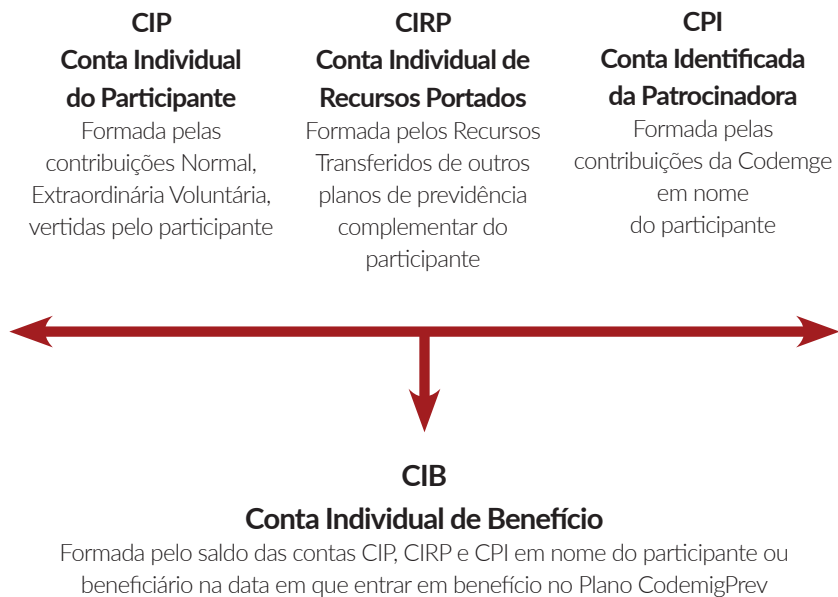 CIP
Conta Individual
do Participante
Formada pelas
contribuições Normal,
Extraordinária Voluntária,
vertidas pelo participante
CIRP
Conta Individual de
Recursos Portados
Formada pelos Recursos
Transferidos de outros
planos de previdência
complementar do
participante
CPI
Conta Identificada
da Patrocinadora
Formada pelas
contribuições da Codemge
em nome
do participante
CIB
Conta Individual de Benefício
Formada pelo saldo das contas CIP, CIRP e CPI em nome do participante ou
beneficiário na data em que entrar em benefício no Plano CodemigPrev